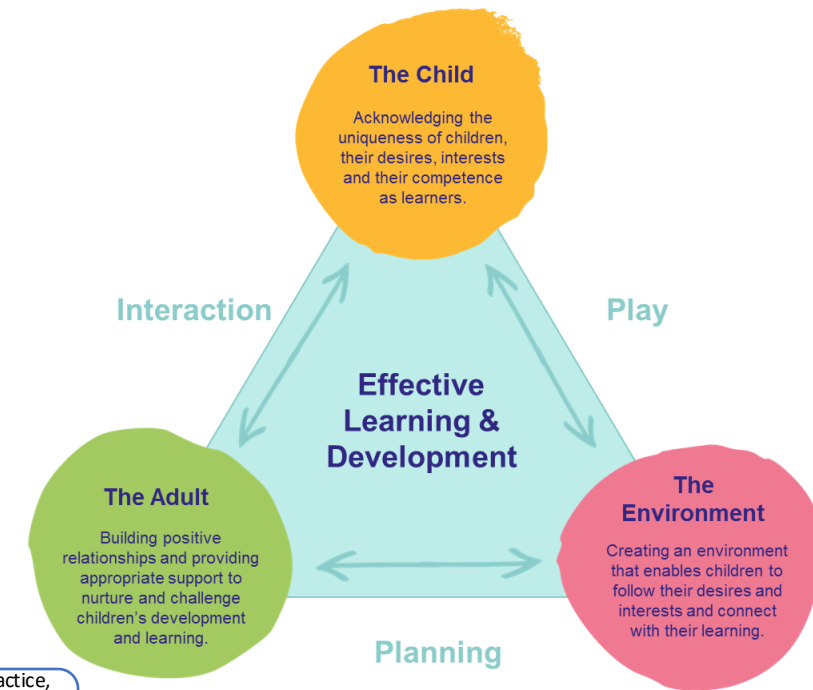 The Child
Acknowledging the
uniqueness of children,
their desires, interests
and their competence
as learners.
Interaction
Play
Effective
Learning &
Development
The Adult
Building positive
relationships and providing
appropriate support to
nurture and challenge
children's development
and learning.
The
Environment
Creating an environment
that enables children to
follow their desires and
interests and connect
with their learning.
Planning